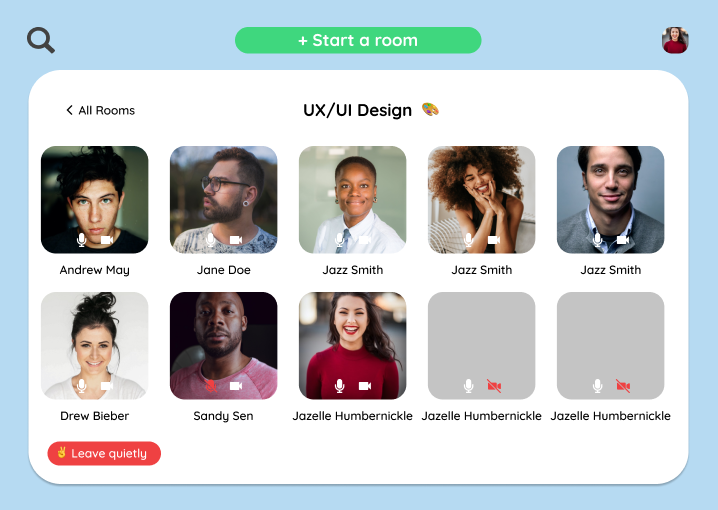 + Start a room
All Rooms
UX/UI Design
Andrew May
Jane Doe
Jazz Smith
Jazz Smith
Jazz Smith
Drew Bieber
Sandy Sen
Jazelle Humbernickle
Jazelle Humbernickle
Jazelle Humbernickle
Leave quietly